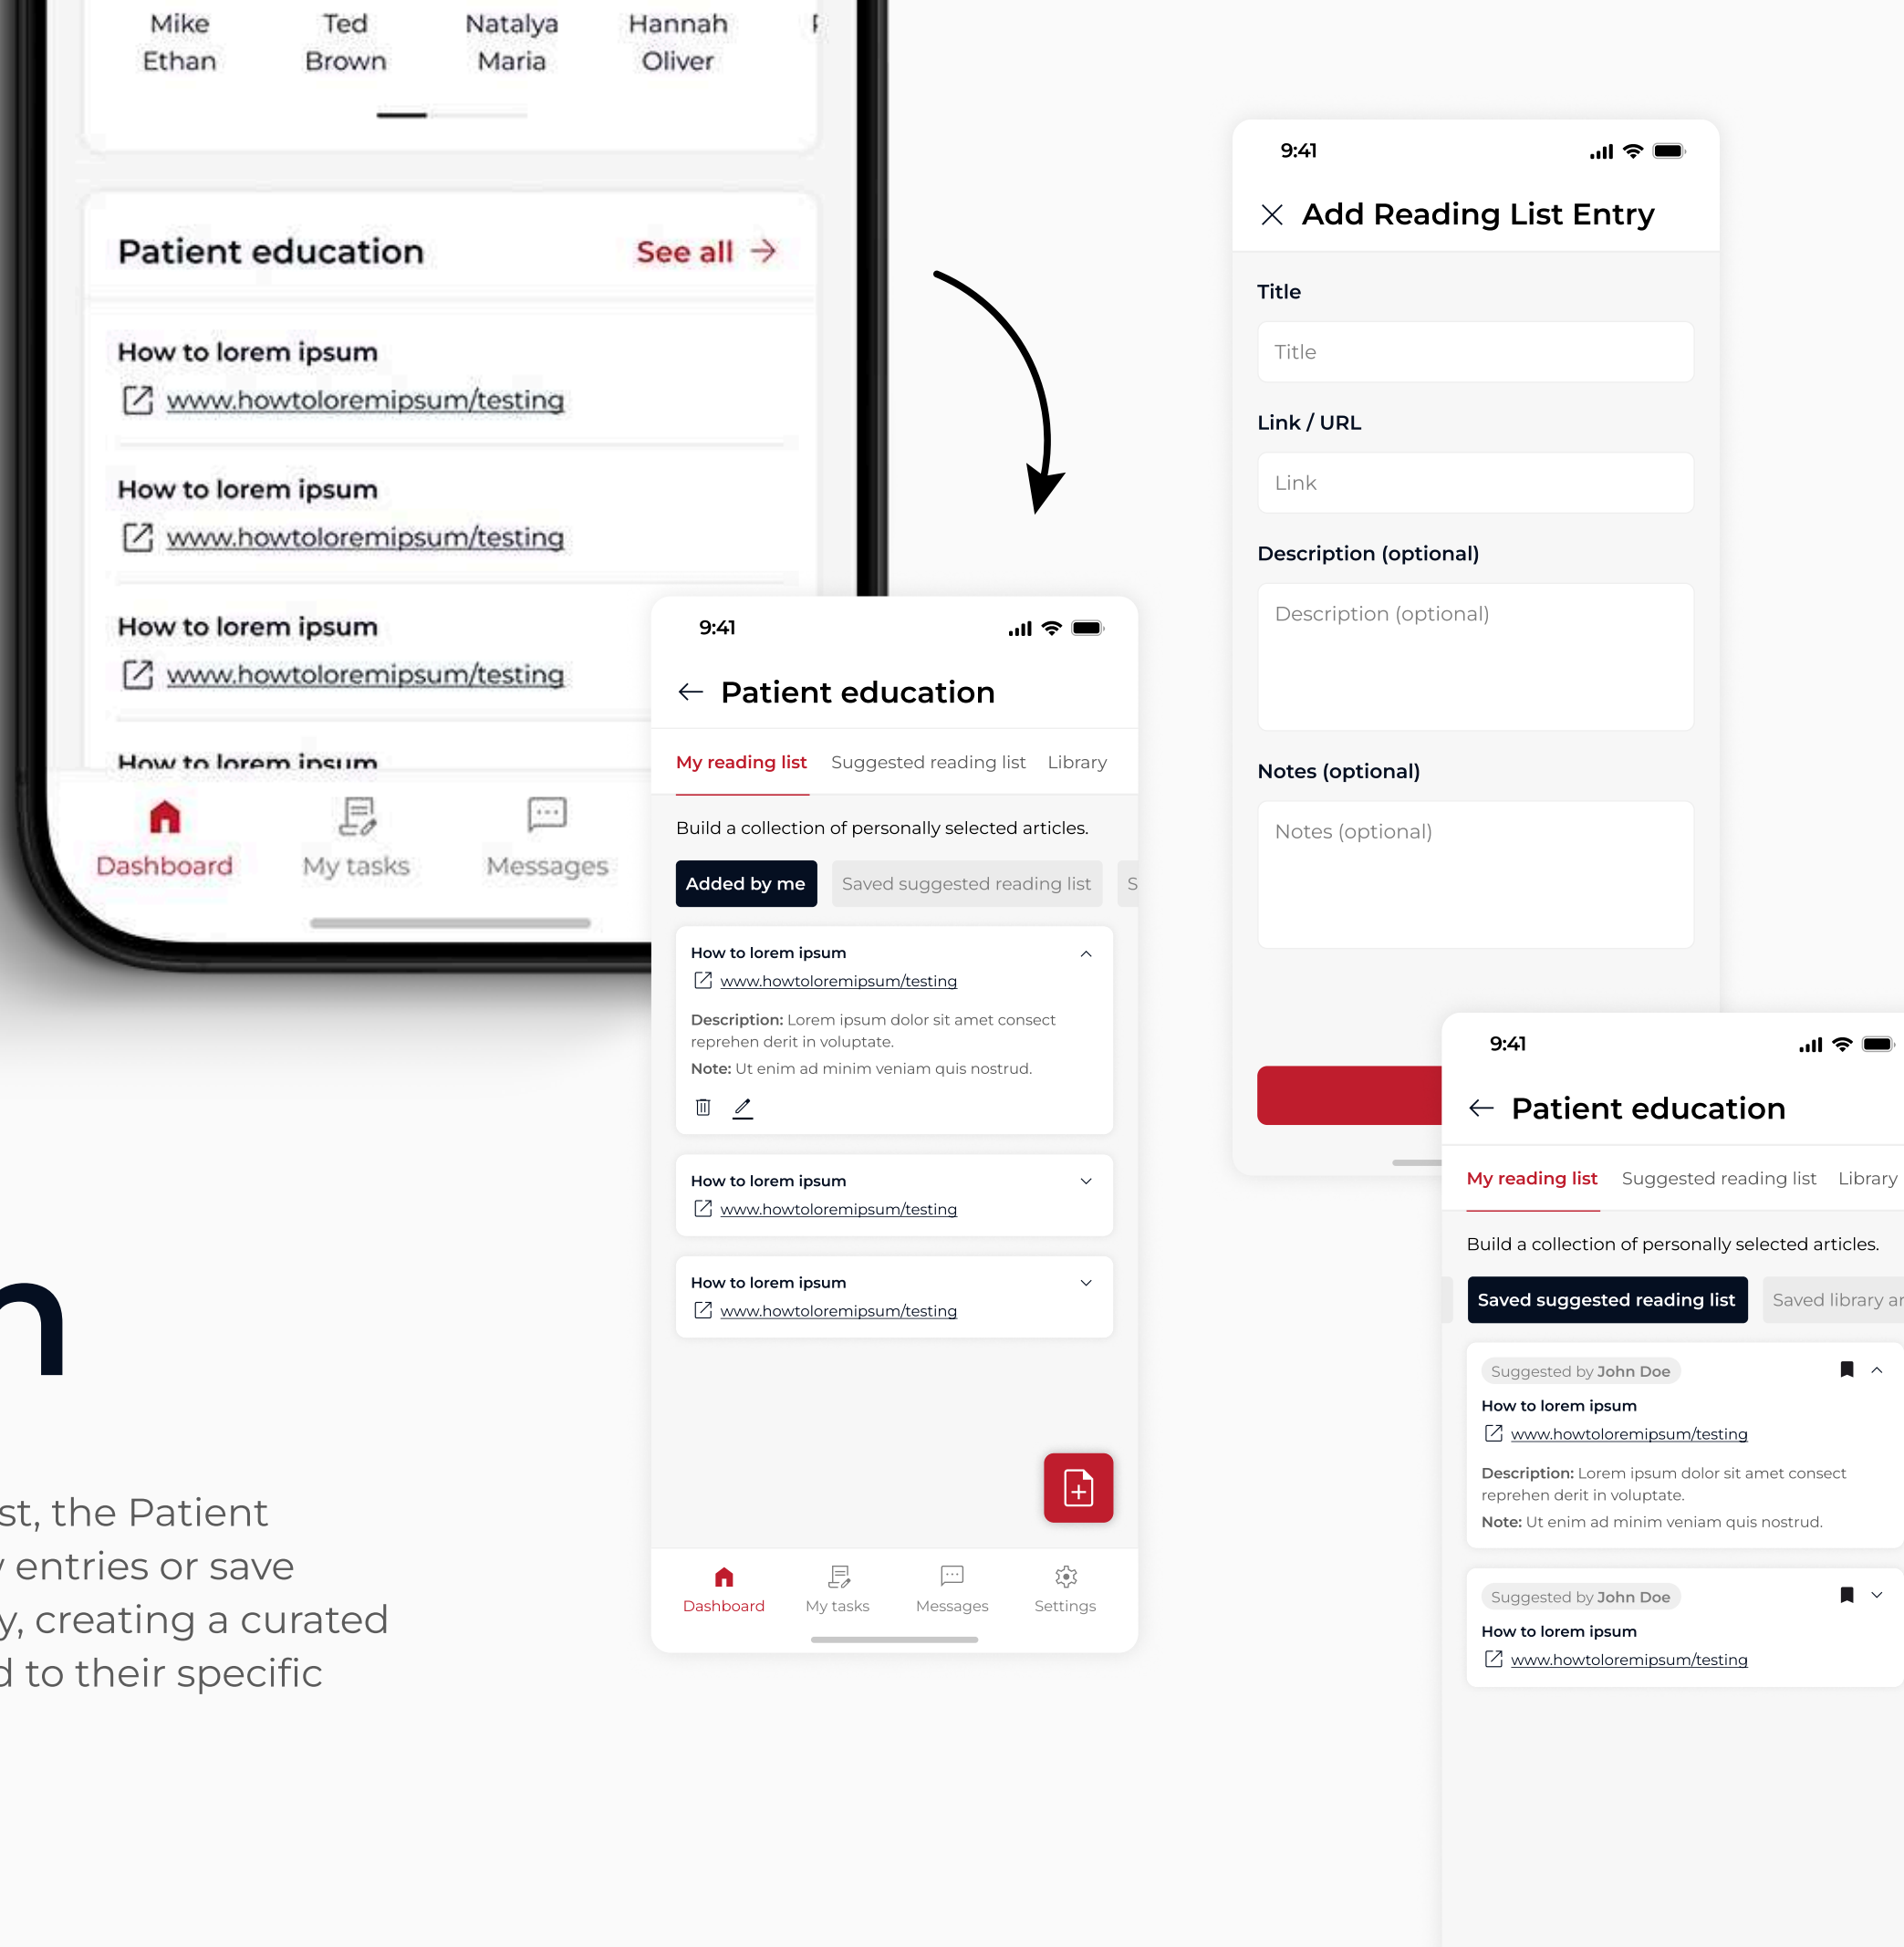 Mike Ethan
Ted Brown
Natalya Maria
Hannah Oliver
Patient education
See all
How to lorem ipsum
www.howtoloremipsum/testing
How to lorem ipsum
www.howtoloremipsum/testing
How to lorem ipsum
www.howtoloremipsum/testing
How to lorem ipsum
Dashboard
My tasks
Messages
9:41
Patient education
My reading list
Suggested reading list
Library
Build a collection of personally selected articles.
Added by me
Saved suggested reading list
S
How to lorem ipsum
www.howtoloremipsum/testing
Description: Lorem ipsum dolor sit amet consect
reprehen derit in voluptate.
Note: Ut enim ad minim veniam quis nostrud.
How to lorem ipsum
www.howtoloremipsum/testing
How to lorem ipsum
www.howtoloremipsum/testing
Dashboard
My tasks
Messages
Settings
9:41
Add Reading List Entry
Title
Title
Link / URL
Link
Description (optional)
Description (optional)
Notes (optional)
Notes (optional)
9:41
Patient education
My reading list
Suggested reading list
Library
Build a collection of personally selected articles.
Saved suggested reading list
Saved library ar
Suggested by John Doe
How to lorem ipsum
www.howtoloremipsum/testing
Description: Lorem ipsum dolor sit amet consect
reprehen derit in voluptate.
Note: Ut enim ad minim veniam quis nostrud.
Suggested by John Doe
How to lorem ipsum
www.howtoloremipsum/testing
n
st, the Patient
entries or save
y, creating a curated
d to their specific